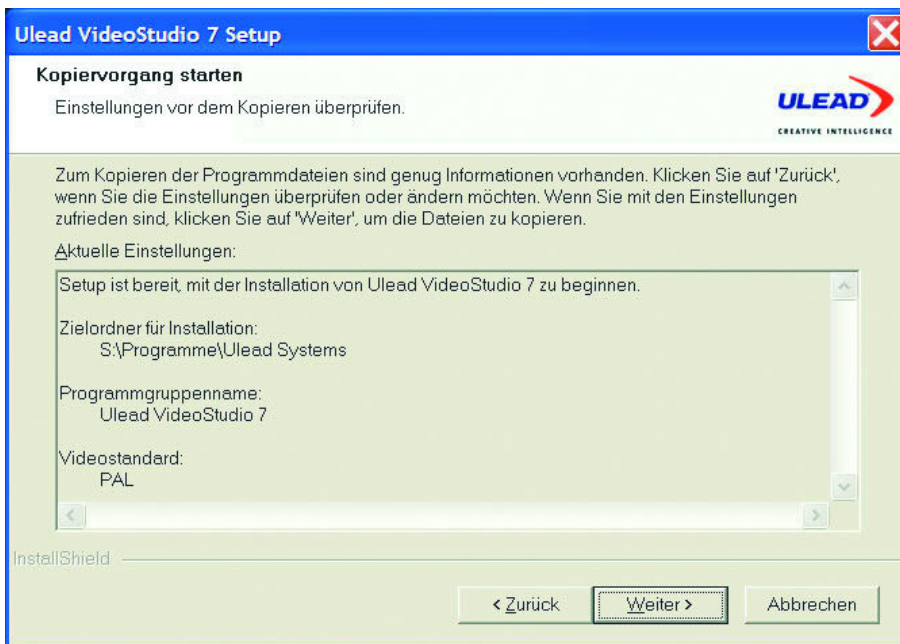 Ulead VideoStudio 7 Setup
Kopiervorgang starten
Einstellungen vor dem Kopieren überprüfen.
ULEAD
CREATIVE INTELLIGENCE
Zum Kopieren der Programmdateien sind genug Informationen vorhanden. Klicken Sie auf 'Zurück',
wenn Sie die Einstellungen überprüfen oder ändern möchten. Wenn Sie mit den Einstellungen
zufrieden sind, klicken Sie auf 'Weiter', um die Dateien zu kopieren.
Aktuelle Einstellungen:
Setup ist bereit, mit der Installation von Ulead VideoStudio 7 zu beginnen.
Zielordner für Installation:
S:\Programme\Ulead Systems
Programmgruppenname:
Ulead VideoStudio 7
Videostandard:
PAL
InstallShield
< Zurück
Weiter >
Abbrechen